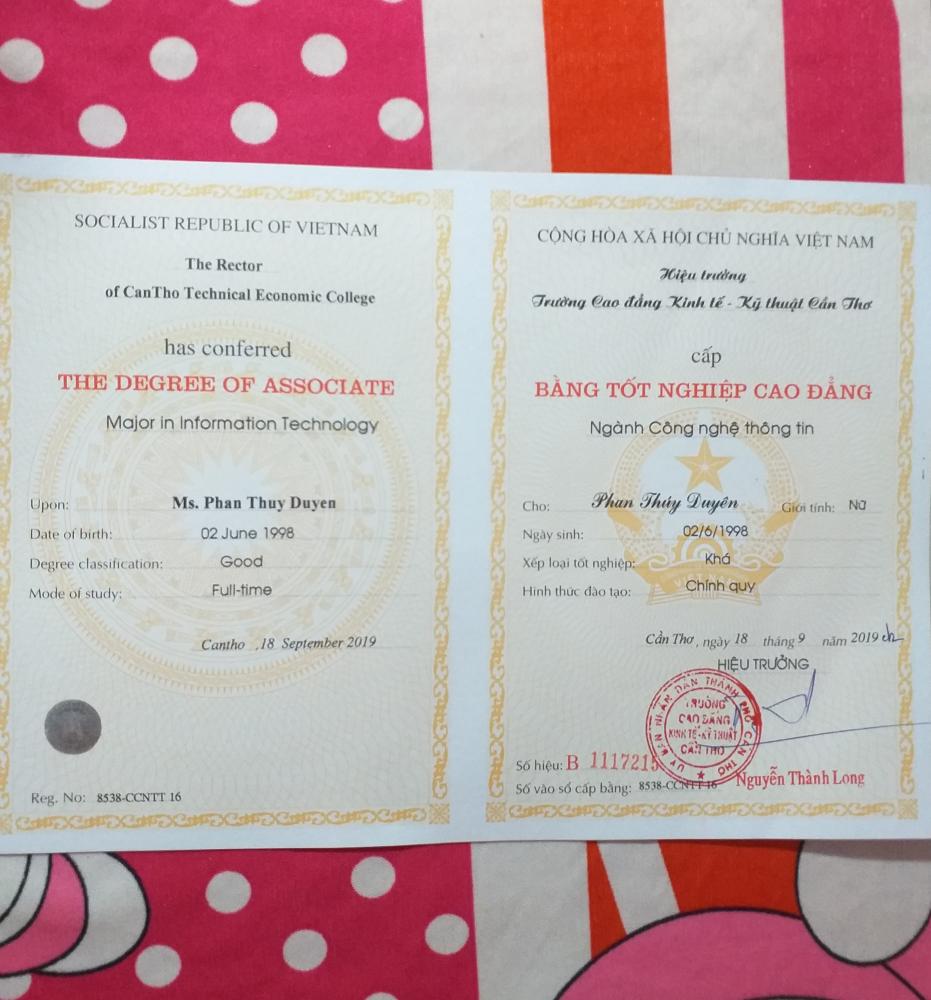 SOCIALIST REPUBLIC OF VIETNAM
The Rector
of CanTho Technical Economic College
has conferred
THE DEGREE OF ASSOCIATE
Major in Information Technology
Upon: Ms. Phan Thuy Duyen
Date of birth: 02 June 1998
Degree classification: Good
Mode of study: Full-time
Cantho ,18 September 2019
Reg. No: 8538-CCNTT 16
CỘNG HÒA XÃ HỘI CHỦ NGHĨA VIỆT NAM
Hiệu trưởng
Trường Cao đẳng Kinh tế - Kỹ thuật Cần Thơ
cấp
BẰNG TỐT NGHIỆP CAO ĐẲNG
Ngành Công nghệ thông tin
Cho: Phan Thúy Duyên Giới tính: Nữ
Ngày sinh: 02/6/1998
Xếp loại tốt nghiệp: Khá
Hình thức đào tạo: Chính quy
Cần Thơ, ngày 18 tháng 9 năm 2019
HIỆU TRƯỞNG
ỦY BAN NHÂN DÂN THÀNH PHỐ CẦN THƠ
TRƯỜNG
CAO ĐẲNG
KINH TẾ - KỸ THUẬT
CẦN THƠ
Số hiệu: B 1117215
Số vào sổ cấp bằng: 8538-CCNTT 16
Nguyễn Thành Long